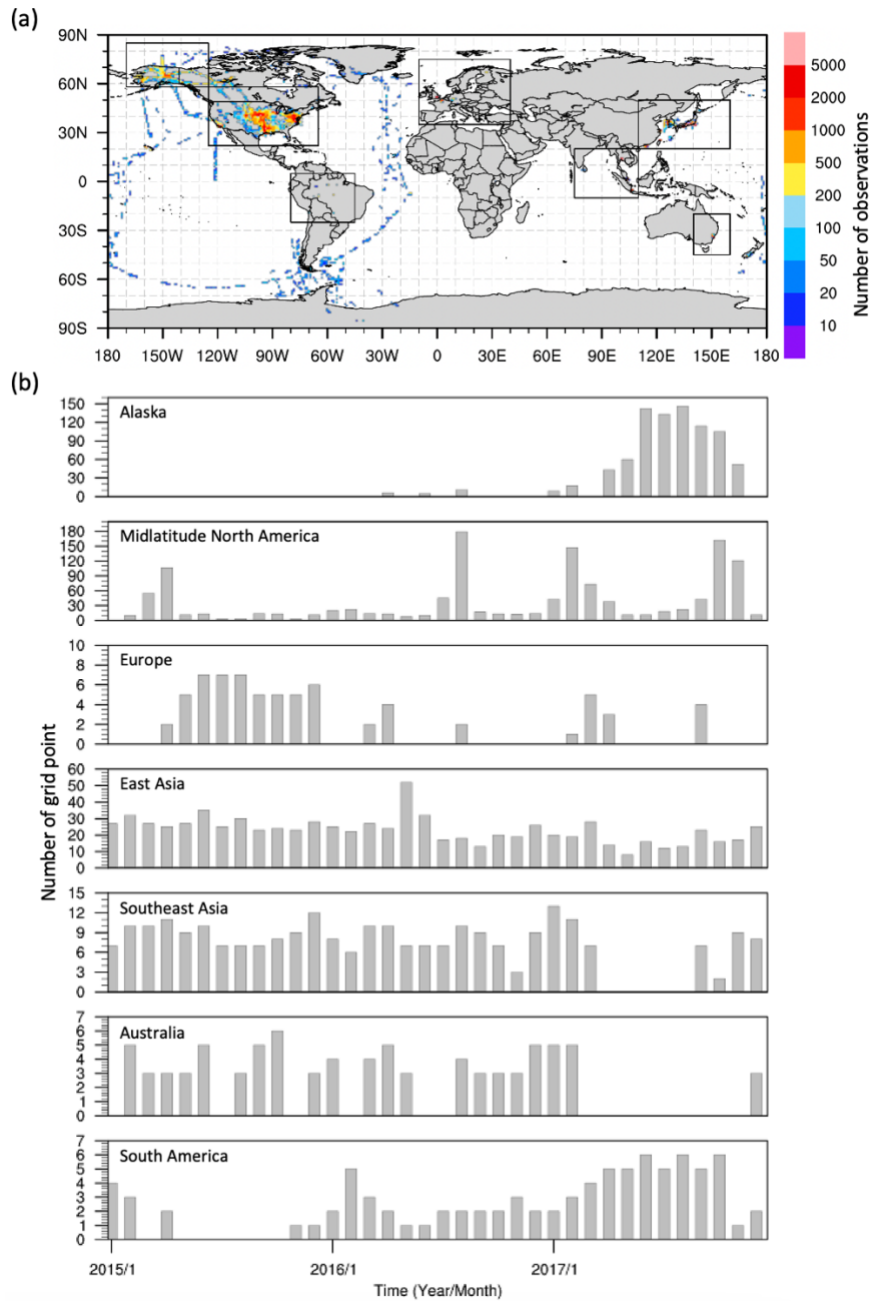 (a)
90N
60N
30N
0
30S
60S
90S
180 150W 120W 90W 60W 30W 0 30E 60E 90E 120E 150E 180
5000
2000
1000
500
200
100
50
20
10
Number of observations
(b)
Number of grid point
Alaska
150
120
90
60
30
0
Midlatitude North America
180
150
120
90
60
30
0
Europe
10
8
6
4
2
0
East Asia
60
50
40
30
20
10
0
Southeast Asia
15
12
9
6
3
0
Australia
7
6
5
4
3
2
1
0
South America
7
6
5
4
3
2
1
0
2015/1 2016/1 2017/1
Time (Year/Month)